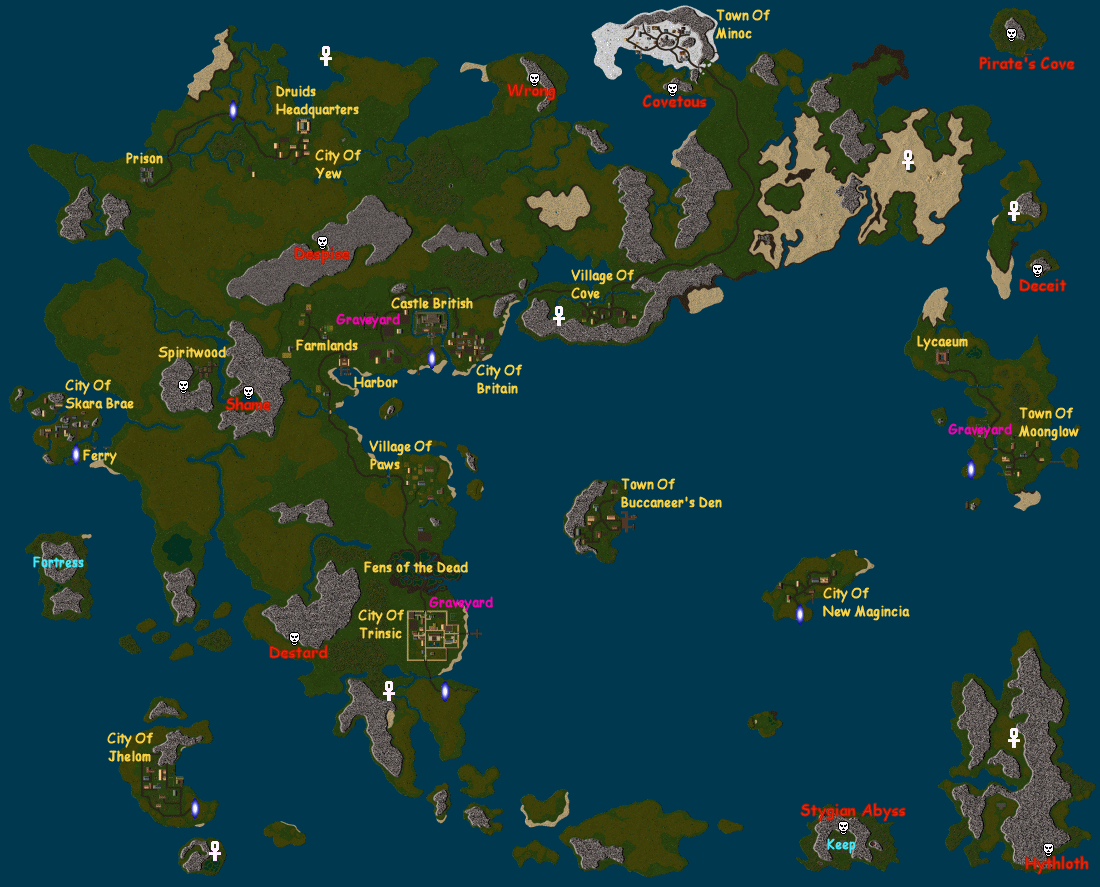 Town Of
Minoc
Pirate's Cove
Wrong
Covetous
Druids
Headquarters
Prison
City Of
Yew
Despise
Deceit
Village Of
Cove
Castle British
Graveyard
Farmlands
Spiritwood
City Of
Britain
Harbor
Lycaeum
City Of
Skara Brae
Shame
Town Of
Moonglow
Graveyard
Ferry
Village Of
Paws
Town Of
Buccaneer's Den
Fortress
Fens of the Dead
Graveyard
City Of
Trinsic
City Of
New Magincia
Destard
City Of
Jhelom
Stygian Abyss
Keep
Hythloth